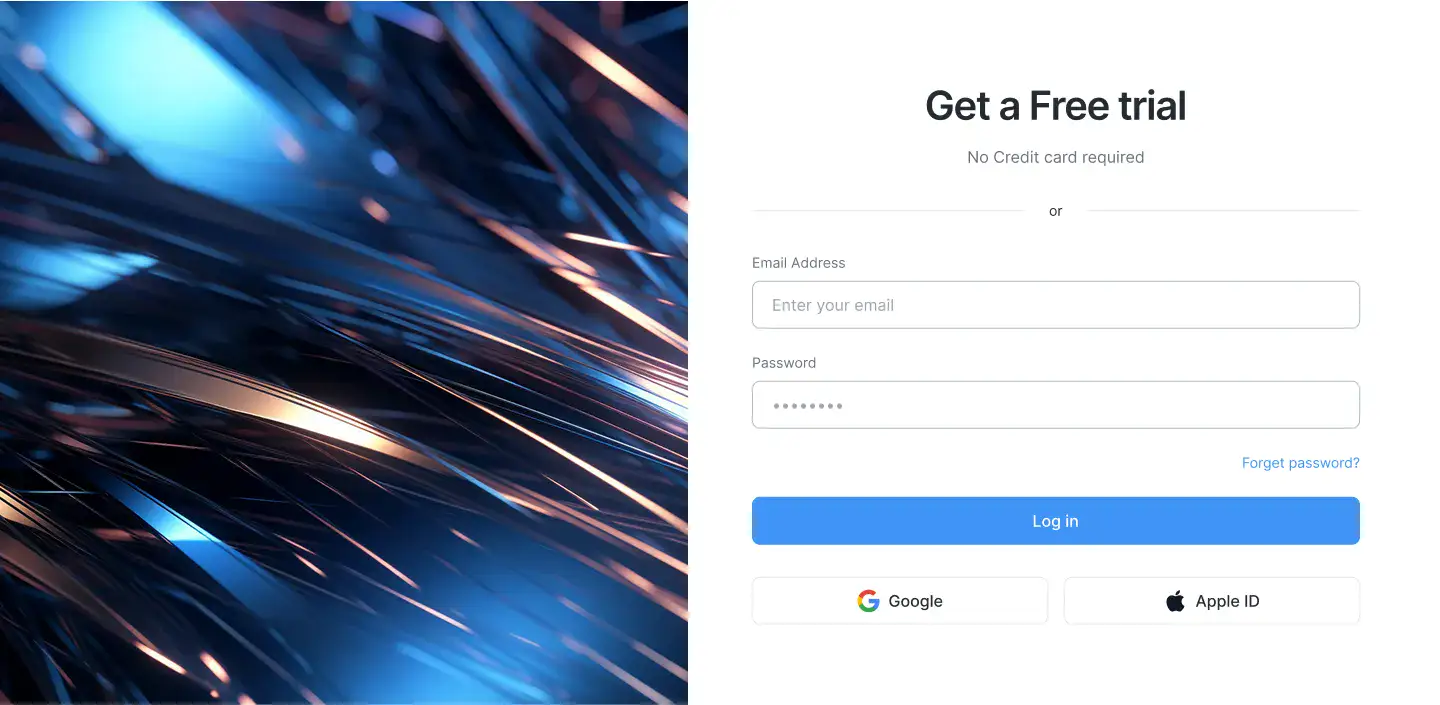 Get a Free trial
No Credit card required
or
Email Address
Enter your email
Password
Forget password?
Log in
Google
Apple ID